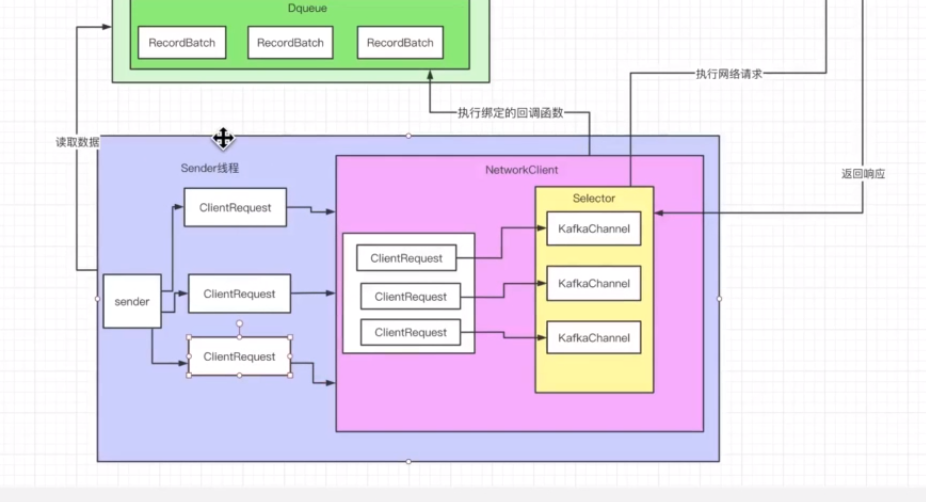 Dqueue
RecordBatch
RecordBatch
RecordBatch
执行网络请求
执行绑定的回调函数
读取数据
Sender线程
NetworkClient
返回响应
Selector
ClientRequest
KafkaChannel
ClientRequest
KafkaChannel
sender
ClientRequest
ClientRequest
ClientRequest
KafkaChannel
ClientRequest